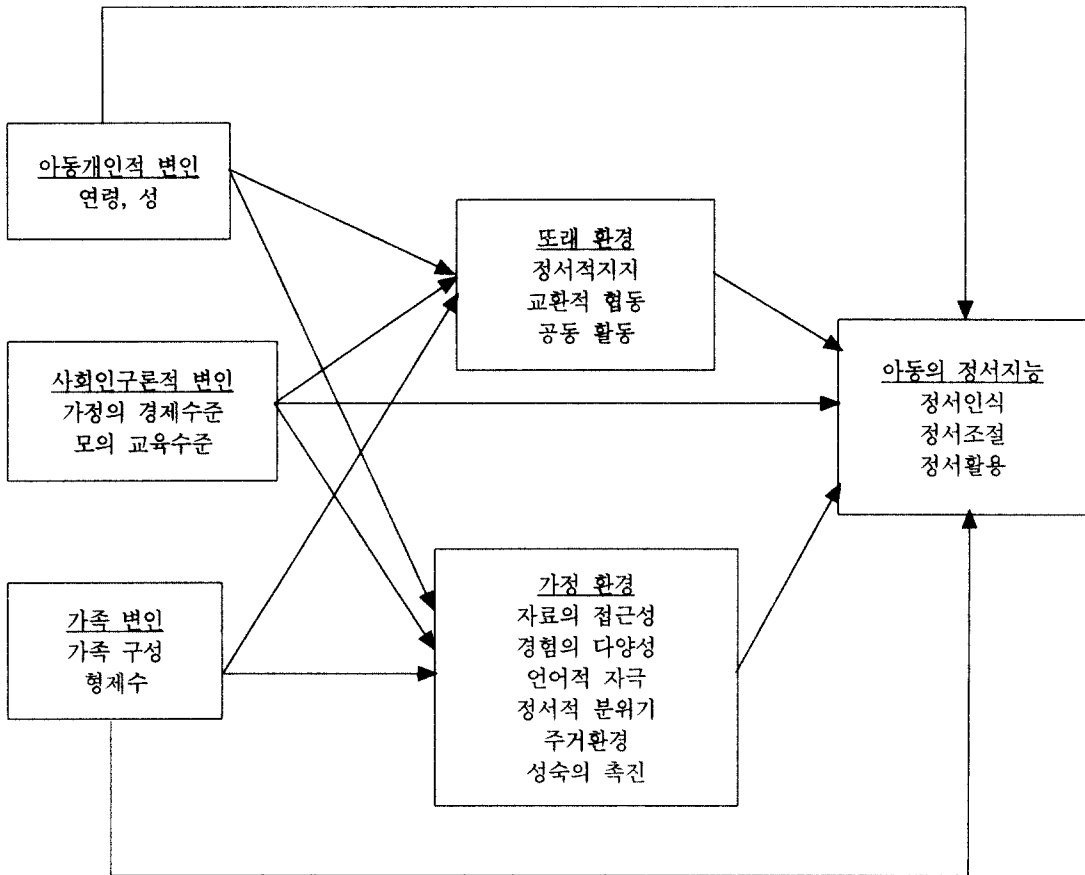 아동개인적 변인
연령, 성
사회인구론적 변인
가정의 경제수준
모의 교육수준
가족 변인
가족 구성
형제수
또래 환경
정서적지지
교환적 협동
공동 활동
가정 환경
자료의 접근성
경험의 다양성
언어적 자극
정서적 분위기
주거환경
성숙의 촉진
아동의 정서지능
정서인식
정서조절
정서활용